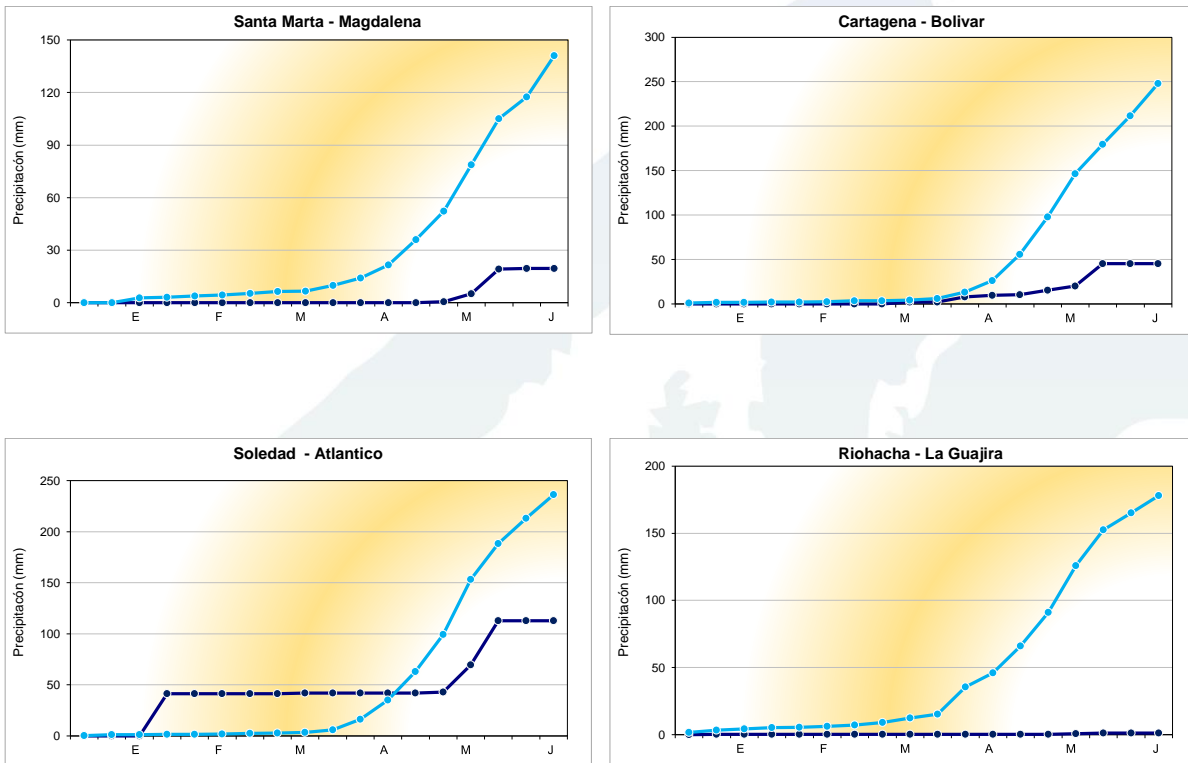 Santa Marta - Magdalena
Precipitacón (mm)
150
120
90
60
30
0
E F M A M J
Cartagena - Bolivar
Precipitacón (mm)
300
250
200
150
100
50
0
E F M A M J
Soledad - Atlantico
Precipitacón (mm)
250
200
150
100
50
0
E F M A M J
Riohacha - La Guajira
Precipitacón (mm)
200
150
100
50
0
E F M A M J